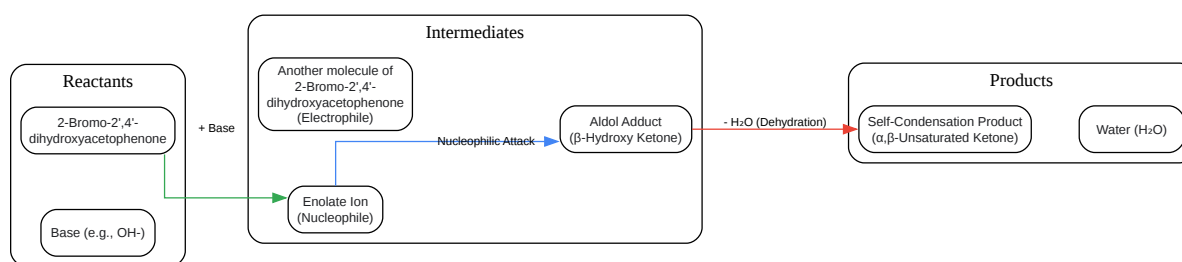 Reactants
2-Bromo-2',4'-
dihydroxyacetophenone
Base (e.g., OH-)
+ Base
Intermediates
Another molecule of
2-Bromo-2',4'-
dihydroxyacetophenone
(Electrophile)
Enolate Ion
(Nucleophile)
Nucleophilic Attack
Aldol Adduct
(β-Hydroxy Ketone)
- H₂O (Dehydration)
Products
Self-Condensation Product
(α,β-Unsaturated Ketone)
Water (H₂O)